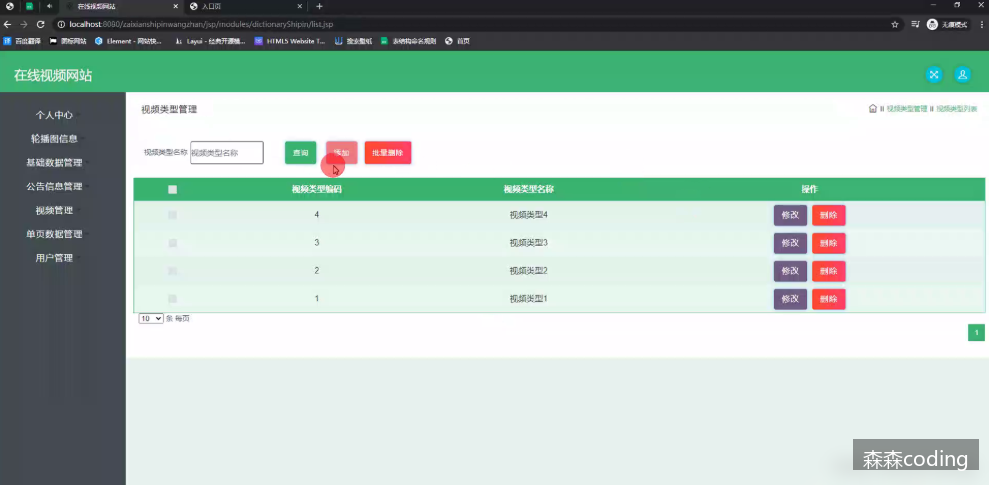 在线视频网站
入口页
localhost:8080/zaixianshipinwangzhan/jsp/modules/dictionaryShipin/list.jsp
无痕模式
百度翻译 图标网站 Element - 网站快... Layui - 经典开源模... HTML5 Website T... 搜索壁纸 表结构命名规则 首页
在线视频网站
个人中心
轮播图信息
基础数据管理
公告信息管理
视频管理
单页数据管理
用户管理
视频类型管理
视频类型管理 视频类型列表
视频类型名称 视频类型名称 查询 添加 批量删除
视频类型编码 视频类型名称 操作
4 视频类型4 修改 删除
3 视频类型3 修改 删除
2 视频类型2 修改 删除
1 视频类型1 修改 删除
10 条 每页
1
森森coding